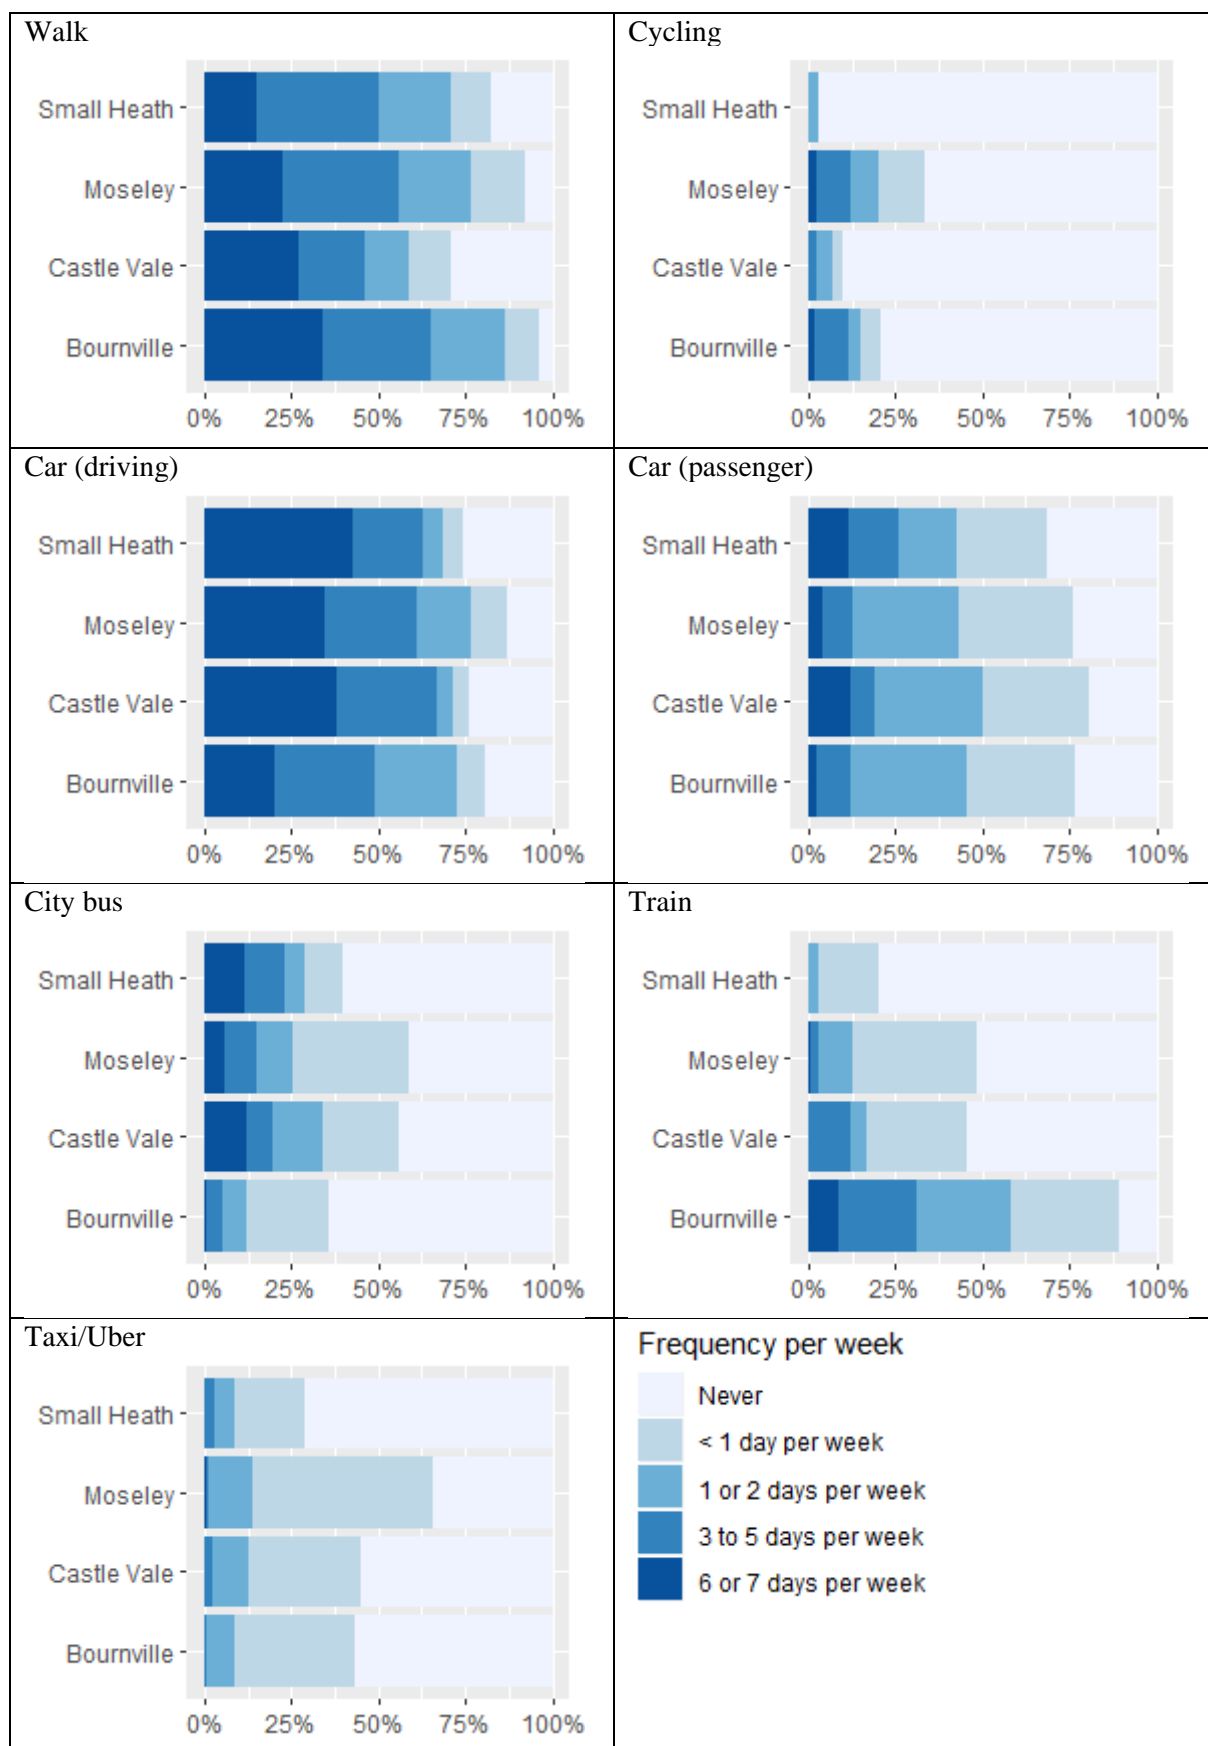 Walk
Small Heath
Moseley
Castle Vale
Bournville
0% 25% 50% 75% 100%
Cycling
Small Heath
Moseley
Castle Vale
Bournville
0% 25% 50% 75% 100%
Car (driving)
Small Heath
Moseley
Castle Vale
Bournville
0% 25% 50% 75% 100%
Car (passenger)
Small Heath
Moseley
Castle Vale
Bournville
0% 25% 50% 75% 100%
City bus
Small Heath
Moseley
Castle Vale
Bournville
0% 25% 50% 75% 100%
Train
Small Heath
Moseley
Castle Vale
Bournville
0% 25% 50% 75% 100%
Taxi/Uber
Small Heath
Moseley
Castle Vale
Bournville
0% 25% 50% 75% 100%
Frequency per week
Never
< 1 day per week
1 or 2 days per week
3 to 5 days per week
6 or 7 days per week